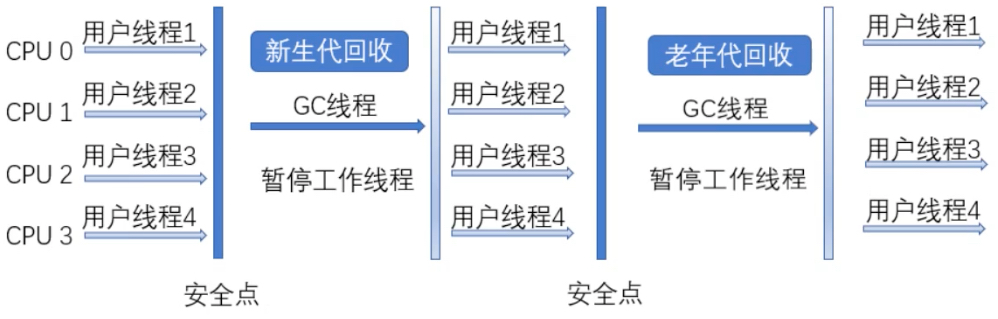 CPU 0
用户线程1
新生代回收
用户线程1
老年代回收
用户线程1
CPU 1
用户线程2
GC线程
用户线程2
GC线程
用户线程2
CPU 2
用户线程3
暂停工作线程
用户线程3
暂停工作线程
用户线程3
CPU 3
用户线程4
用户线程4
用户线程4
安全点
安全点